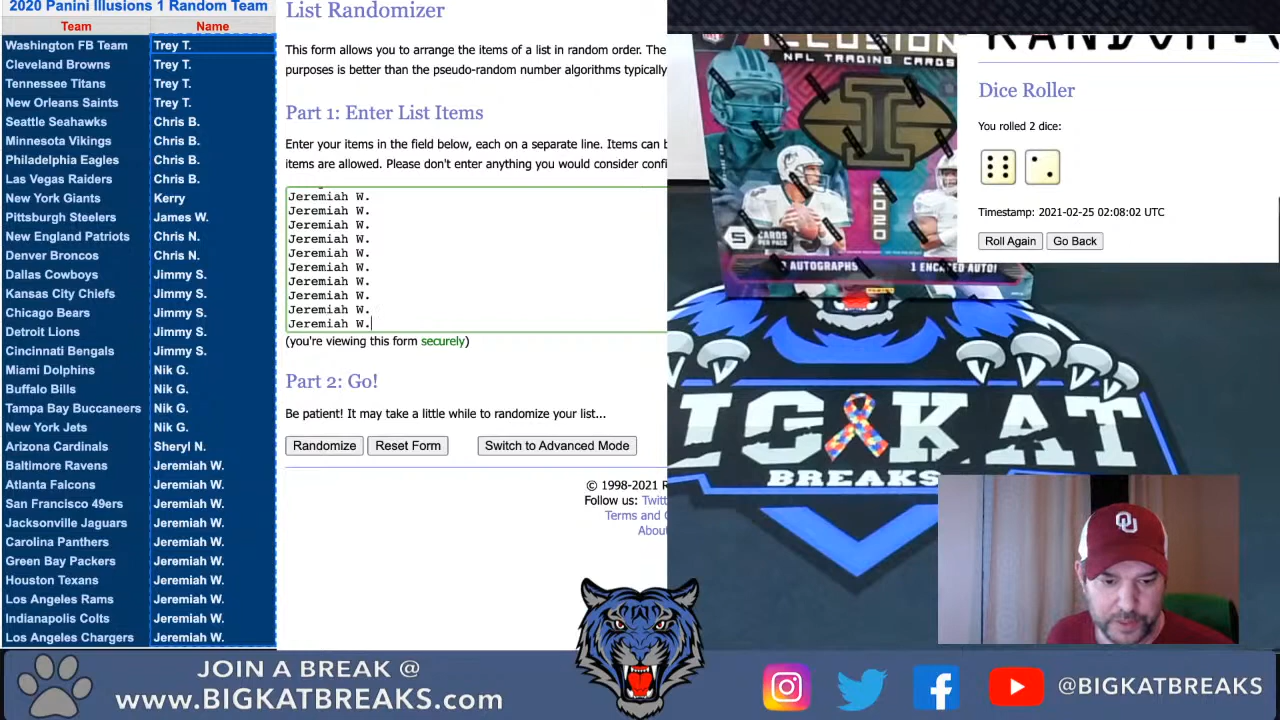 2020 Panini Illusions 1 Random Team
Team Name
Washington FB Team Trey T.
Cleveland Browns Trey T.
Tennessee Titans Trey T.
New Orleans Saints Trey T.
Seattle Seahawks Chris B.
Minnesota Vikings Chris B.
Philadelphia Eagles Chris B.
Las Vegas Raiders Chris B.
New York Giants Kerry
Pittsburgh Steelers James W.
New England Patriots Chris N.
Denver Broncos Chris N.
Dallas Cowboys Jimmy S.
Kansas City Chiefs Jimmy S.
Chicago Bears Jimmy S.
Detroit Lions Jimmy S.
Cincinnati Bengals Jimmy S.
Miami Dolphins Nik G.
Buffalo Bills Nik G.
Tampa Bay Buccaneers Nik G.
New York Jets Nik G.
Arizona Cardinals Sheryl N.
Baltimore Ravens Jeremiah W.
Atlanta Falcons Jeremiah W.
San Francisco 49ers Jeremiah W.
Jacksonville Jaguars Jeremiah W.
Carolina Panthers Jeremiah W.
Green Bay Packers Jeremiah W.
Houston Texans Jeremiah W.
Los Angeles Rams Jeremiah W.
Indianapolis Colts Jeremiah W.
Los Angeles Chargers Jeremiah W.
List Randomizer
This form allows you to arrange the items of a list in random order. The
purposes is better than the pseudo-random number algorithms typically
Part 1: Enter List Items
Enter your items in the field below, each on a separate line. Items can b
items are allowed. Please don't enter anything you would consider confi
Jeremiah W.
Jeremiah W.
Jeremiah W.
Jeremiah W.
Jeremiah W.
Jeremiah W.
Jeremiah W.
Jeremiah W.
Jeremiah W.
Jeremiah W.
(you're viewing this form securely)
Part 2: Go!
Be patient! It may take a little while to randomize your list...
Randomize Reset Form Switch to Advanced Mode
© 1998-2021 R
Follow us: Twitt
Terms and C
About
ILLUSIONS
NFL TRADING CARDS
I
2020
5 CARDS PER PACK
AUTOGRAPHS
1 ENCASED AUTO!
PANINI
RANDOM
Dice Roller
You rolled 2 dice:
Timestamp: 2021-02-25 02:08:02 UTC
Roll Again Go Back
BIGKAT
BREAKS
OU
JOIN A BREAK @
www.BIGKATBREAKS.com
@BIGKATBREAKS